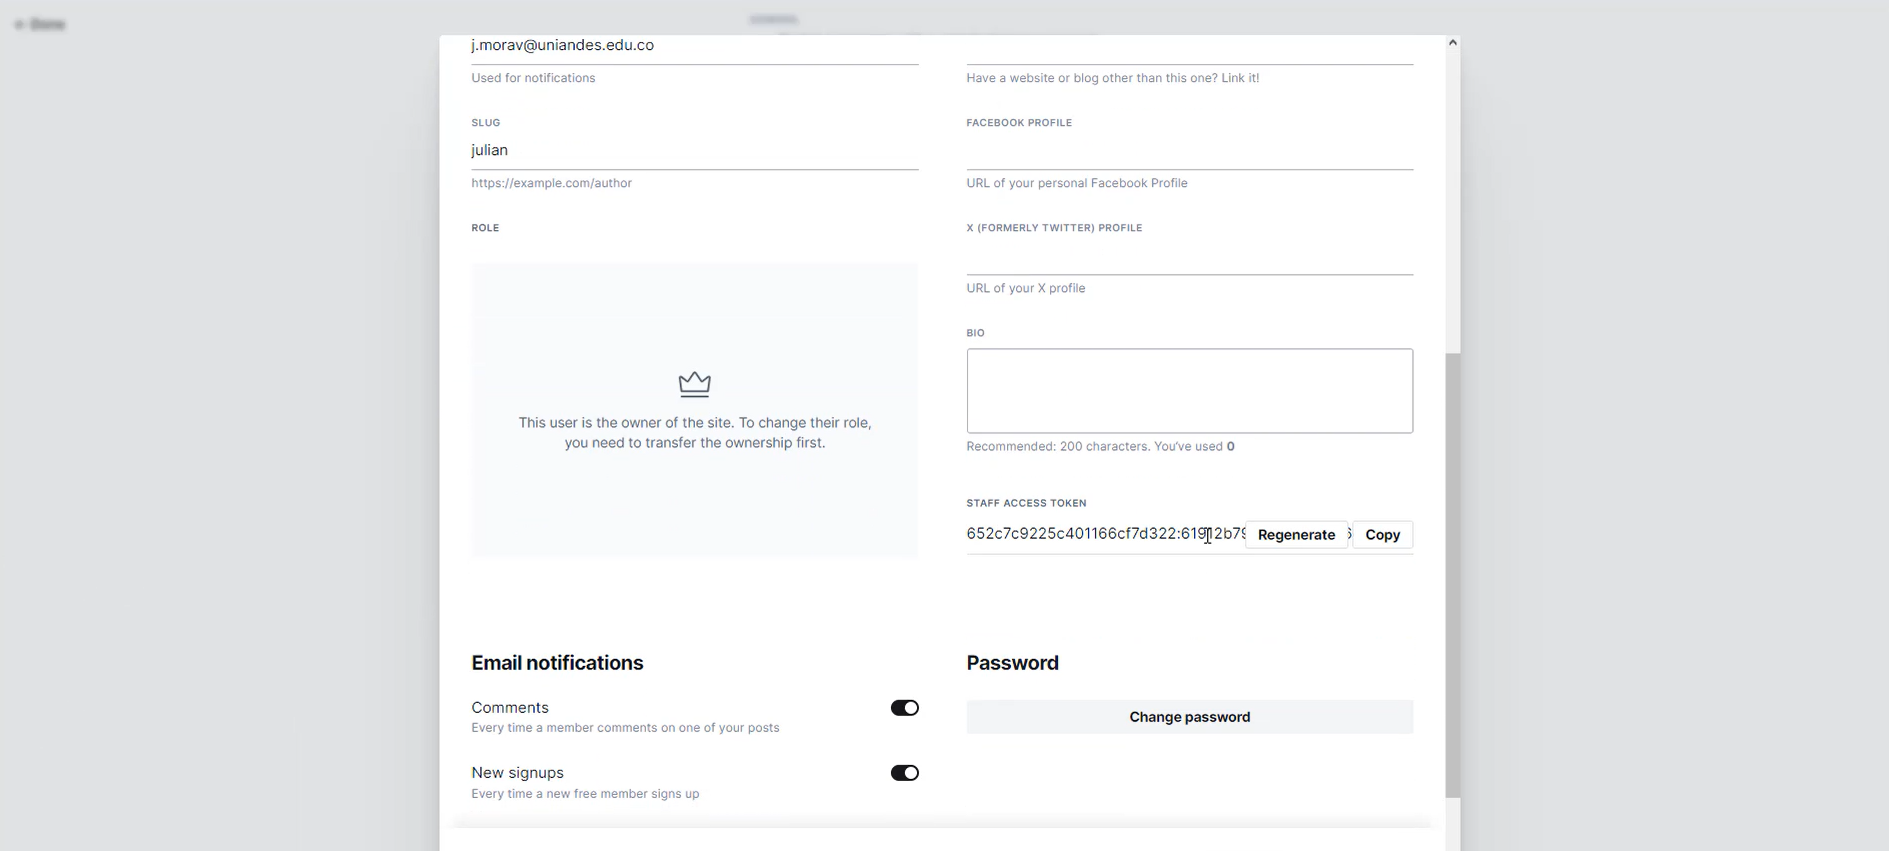 ← Done
j.morav@uniandes.edu.co
Used for notifications
Have a website or blog other than this one? Link it!
SLUG
julian
https://example.com/author
FACEBOOK PROFILE
URL of your personal Facebook Profile
ROLE
This user is the owner of the site. To change their role,
you need to transfer the ownership first.
X (FORMERLY TWITTER) PROFILE
URL of your X profile
BIO
Recommended: 200 characters. You've used 0
STAFF ACCESS TOKEN
652c7c9225c401166cf7d322:61912b79
Regenerate
Copy
Email notifications
Comments
Every time a member comments on one of your posts
New signups
Every time a new free member signs up
Password
Change password